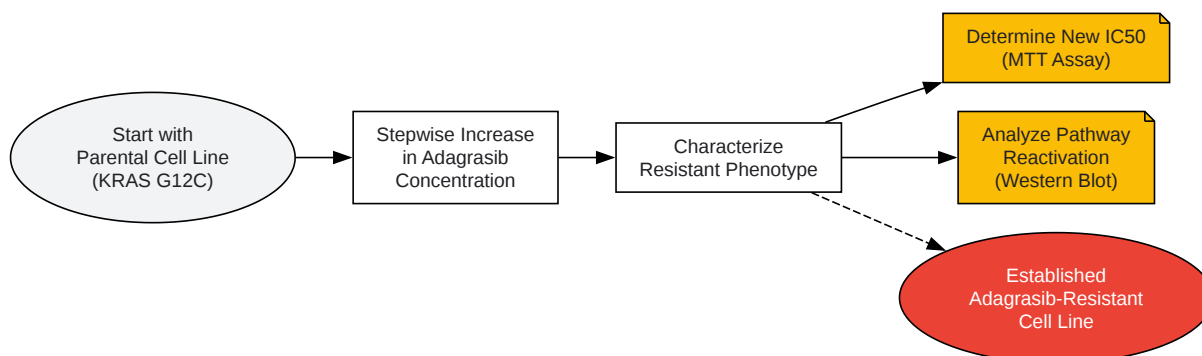 Start with
Parental Cell Line
(KRAS G12C)
Stepwise Increase
in Adagrasib
Concentration
Characterize
Resistant Phenotype
Determine New IC50
(MTT Assay)
Analyze Pathway
Reactivation
(Western Blot)
Established
Adagrasib-Resistant
Cell Line